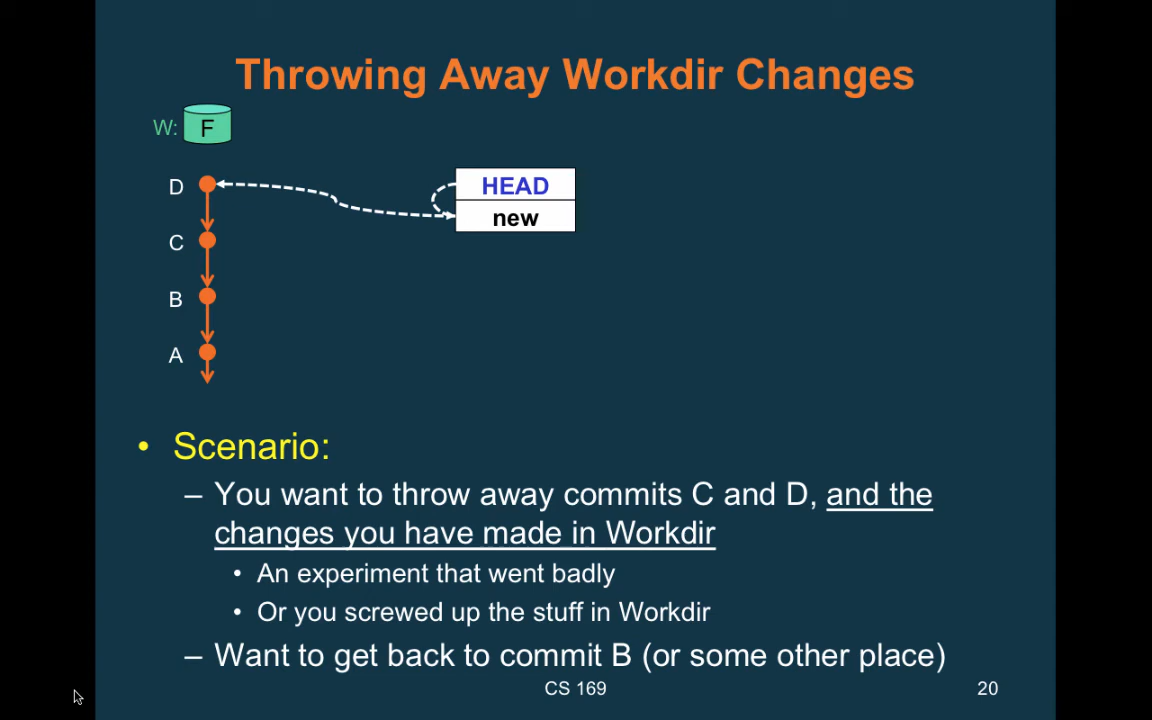 Throwing Away Workdir Changes
W: F
D
HEAD
new
C
B
A
• Scenario:
– You want to throw away commits C and D, and the
changes you have made in Workdir
• An experiment that went badly
• Or you screwed up the stuff in Workdir
– Want to get back to commit B (or some other place)
CS 169
20